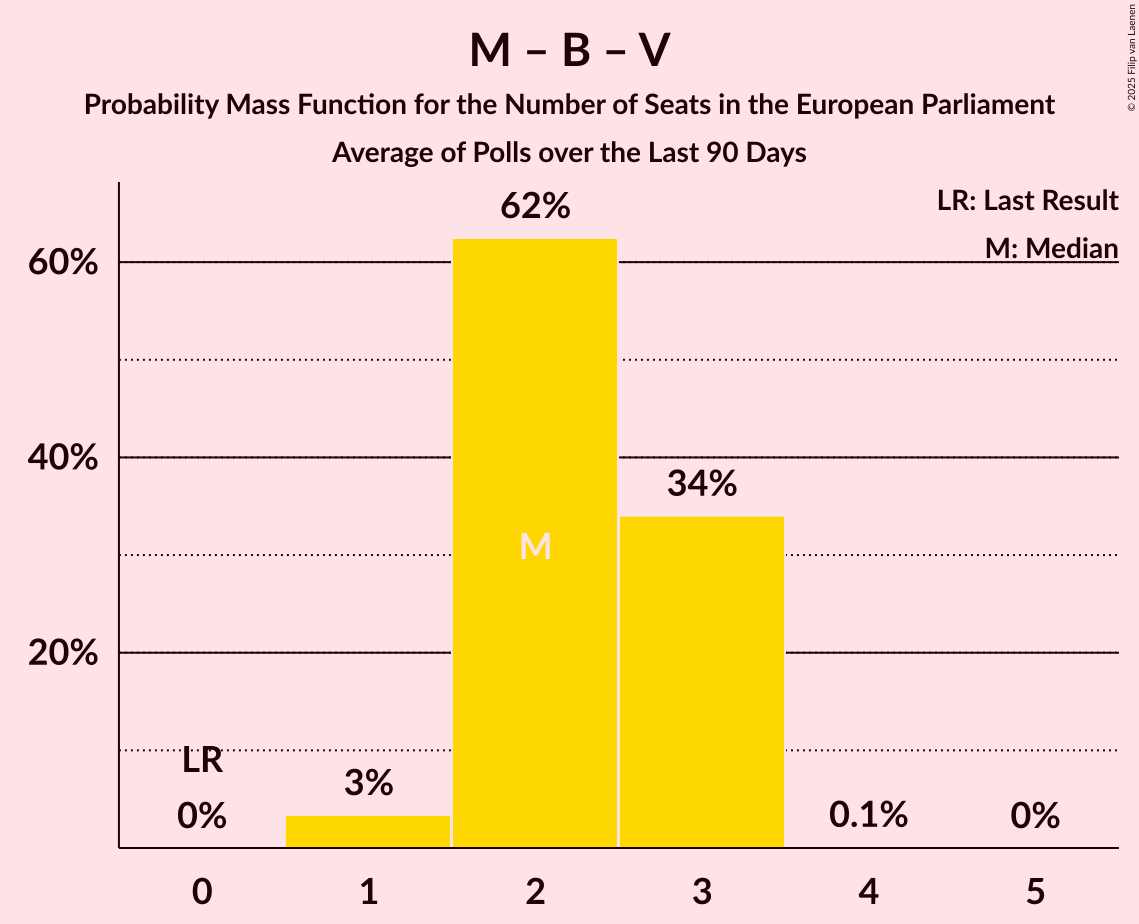 M – B – V
Probability Mass Function for the Number of Seats in the European Parliament
Average of Polls over the Last 90 Days
© 2025 Filip van Laenen
LR: Last Result
M: Median
62%
60%
40%
34%
M
20%
LR
3%
0%
0.1%
0%
0 1 2 3 4 5